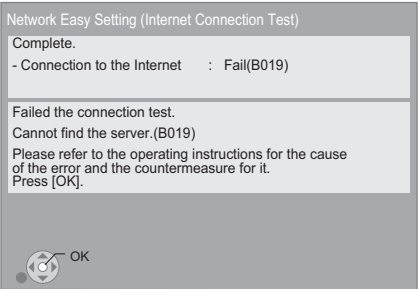 Network Easy Setting (Internet Connection Test)
Complete.
- Connection to the Internet : Fail(B019)
Failed the connection test.
Cannot find the server.(B019)
Please refer to the operating instructions for the cause
of the error and the countermeasure for it.
Press [OK].
OK